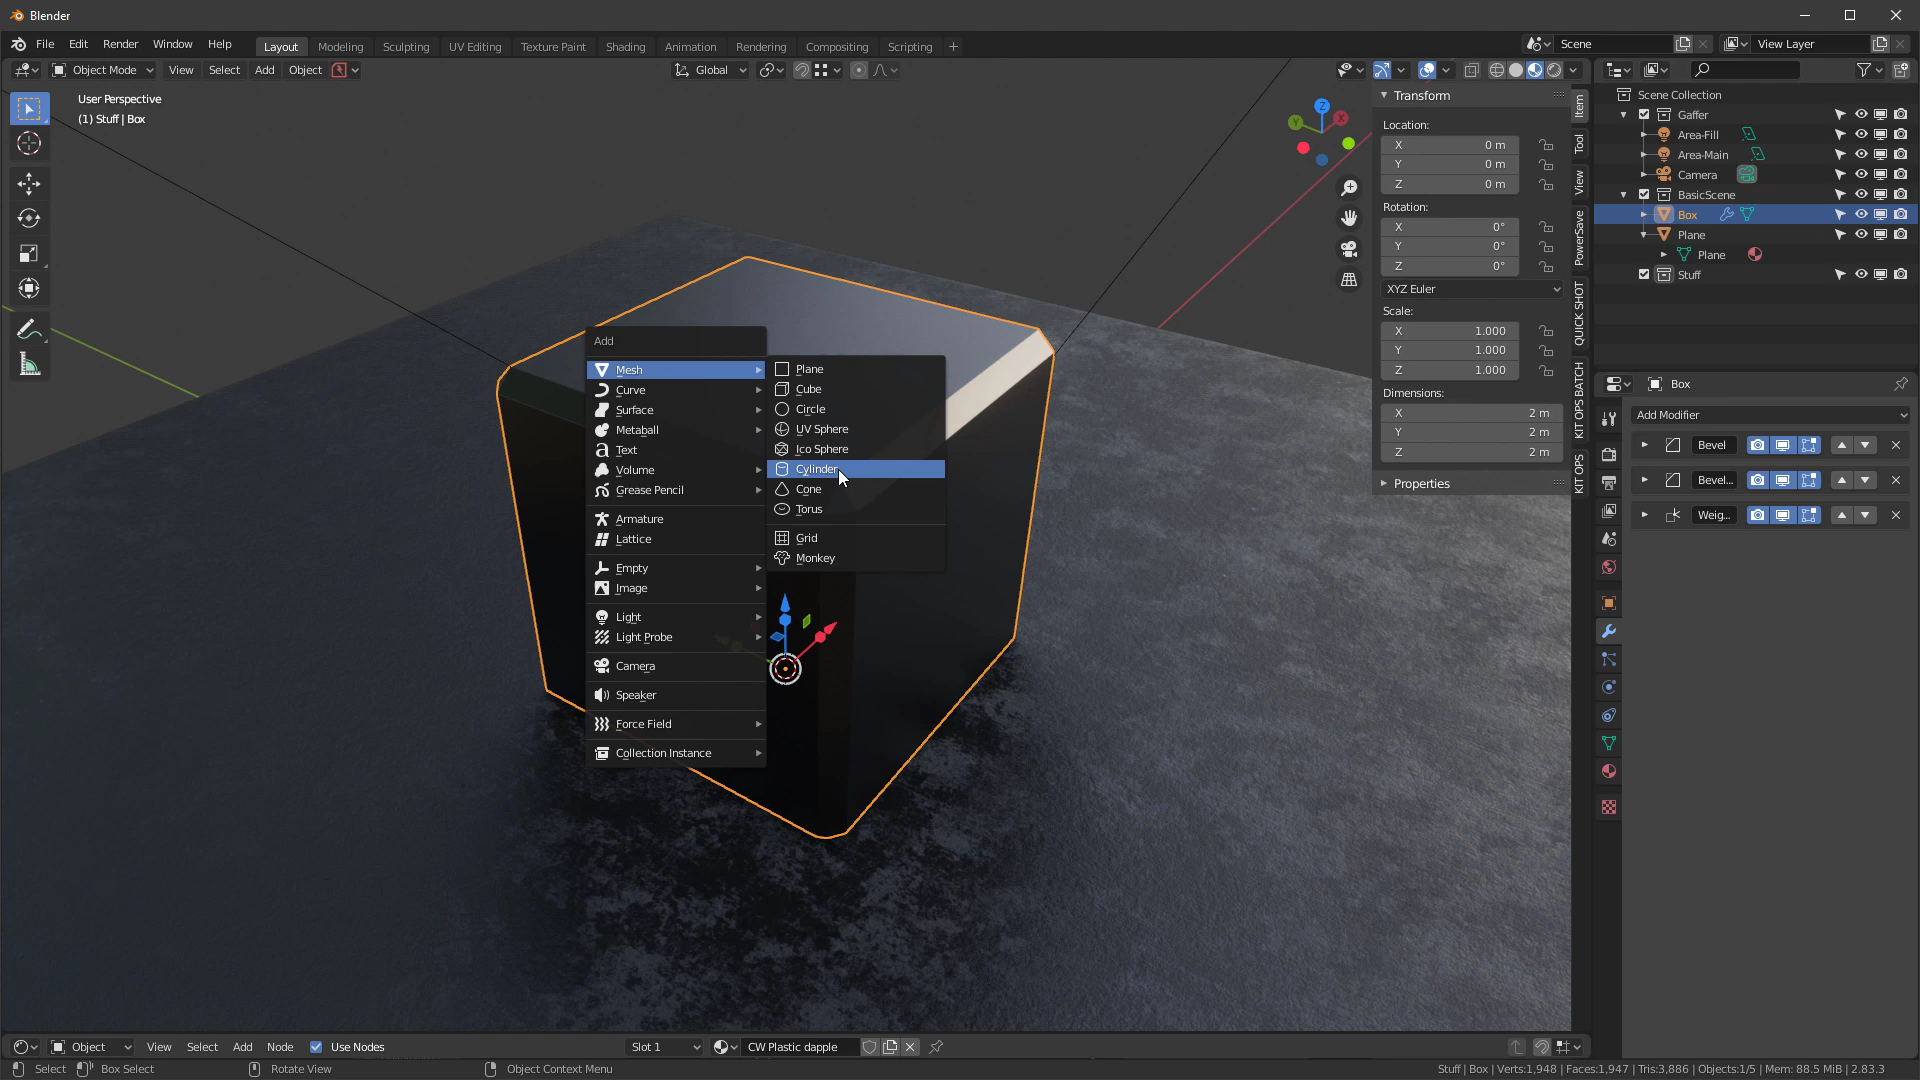 Blender
File Edit Render Window Help Layout Modeling Sculpting UV Editing Texture Paint Shading Animation Rendering Compositing Scripting + Scene View Layer
Object Mode View Select Add Object Global
User Perspective
(1) Stuff | Box
Add
Mesh
Curve
Surface
Metaball
Text
Volume
Grease Pencil
Armature
Lattice
Empty
Image
Light
Light Probe
Camera
Speaker
Force Field
Collection Instance
Plane
Cube
Circle
UV Sphere
Ico Sphere
Cylinder
Cone
Torus
Grid
Monkey
Z
X
Y
Transform
Location:
X 0 m
Y 0 m
Z 0 m
Rotation:
X 0°
Y 0°
Z 0°
XYZ Euler
Scale:
X 1.000
Y 1.000
Z 1.000
Dimensions:
X 2 m
Y 2 m
Z 2 m
Properties
Item
Tool
View
PowerSave
QUICK SHOT
KIT OPS BATCH
KIT OPS
Scene Collection
Gaffer
Area-Fill
Area-Main
Camera
BasicScene
Box
Plane
Plane
Stuff
Box
Add Modifier
Bevel
Bevel...
Weig...
Object View Select Add Node Use Nodes Slot 1 CW Plastic dapple
Select Box Select Rotate View Object Context Menu Stuff | Box | Verts:1,948 | Faces:1,947 | Tris:3,886 | Objects:1/5 | Mem: 88.5 MiB | 2.83.3